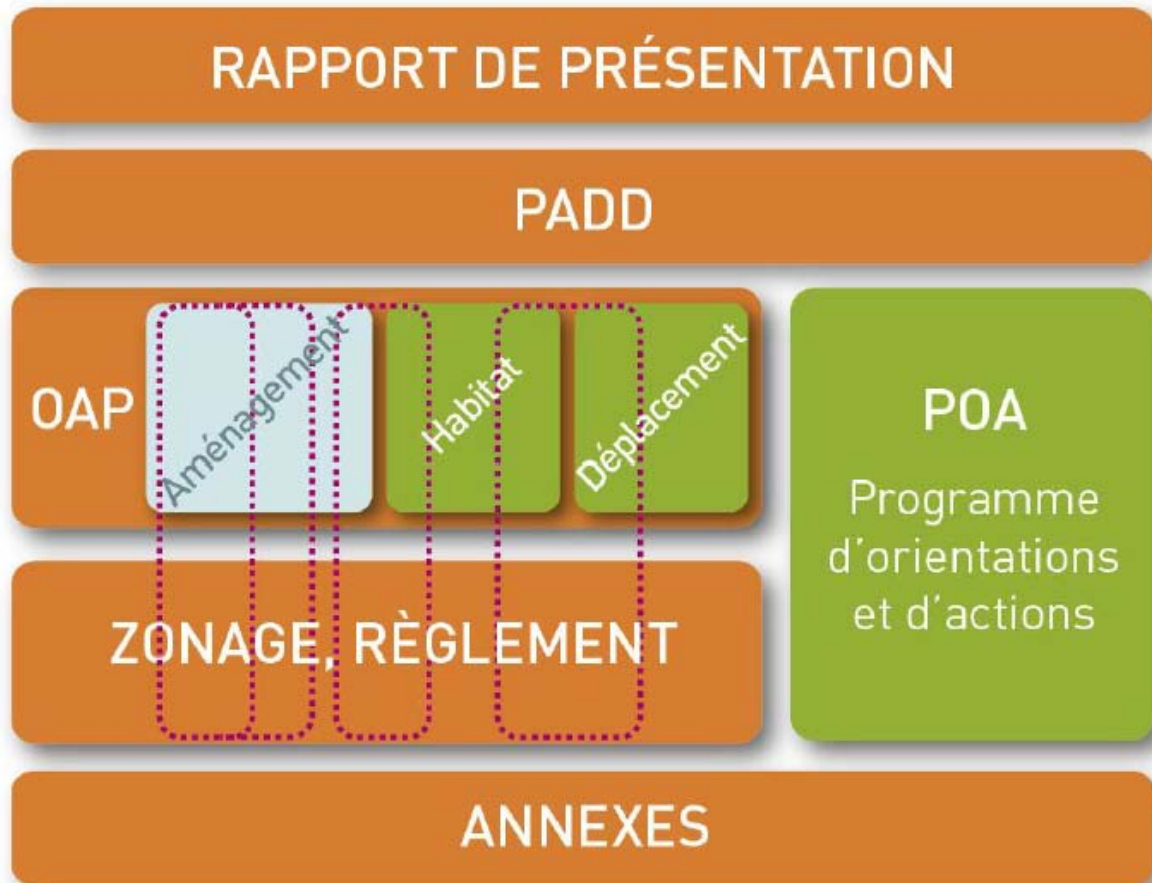 RAPPORT DE PRÉSENTATION
PADD
OAP
Aménagement
Habitat
Déplacement
POA
Programme
d'orientations
et d'actions
ZONAGE, RÈGLEMENT
ANNEXES